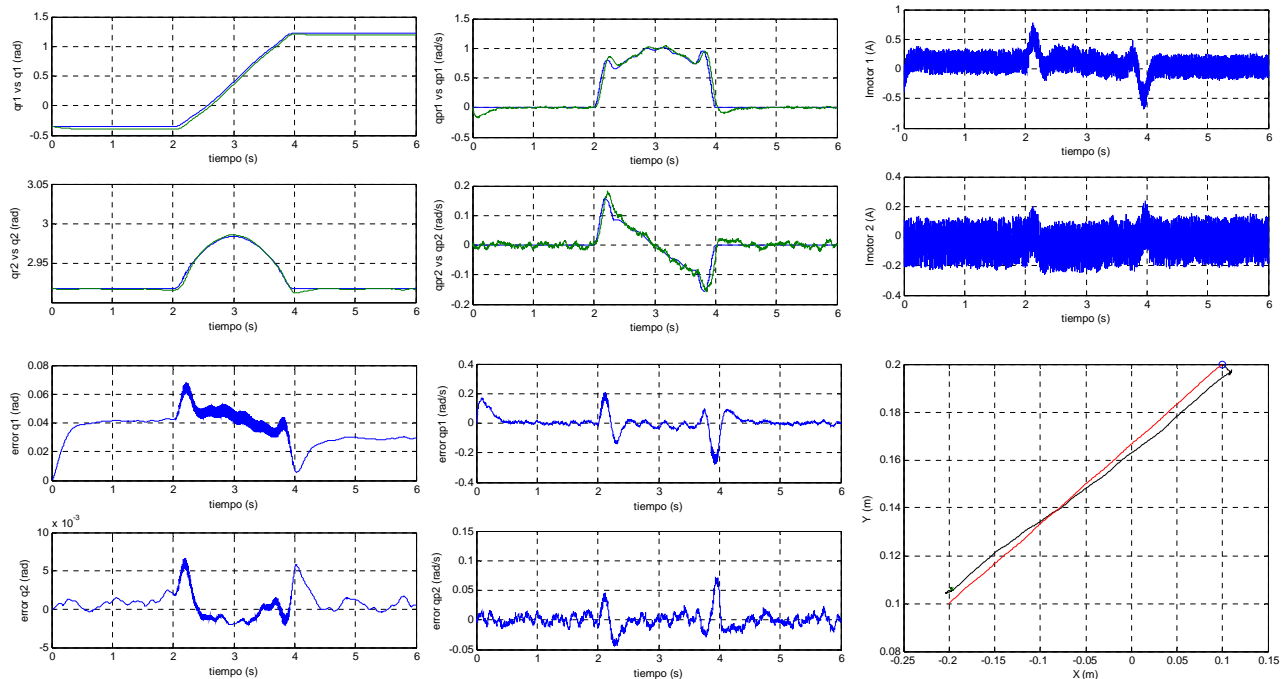 qr1 vs q1 (rad)
1.5
1
0.5
0
-0.5
0 1 2 3 4 5 6
tiempo (s)
qpr1 vs qp1 (rad/s)
1.5
1
0.5
0
-0.5
0 1 2 3 4 5 6
tiempo (s)
Imotor 1 (A)
1
0.5
0
-0.5
-1
0 1 2 3 4 5 6
tiempo (s)
qr2 vs q2 (rad)
3.05
3
2.95
0 1 2 3 4 5 6
tiempo (s)
qpr2 vs qp2 (rad/s)
0.2
0.1
0
-0.1
-0.2
0 1 2 3 4 5 6
tiempo (s)
Imotor 2 (A)
0.4
0.2
0
-0.2
-0.4
0 1 2 3 4 5 6
tiempo (s)
error q1 (rad)
0.08
0.06
0.04
0.02
0
0 1 2 3 4 5 6
tiempo (s)
error qp1 (rad/s)
0.4
0.2
0
-0.2
-0.4
0 1 2 3 4 5 6
tiempo (s)
error q2 (rad)
x 10-3
10
5
0
-5
0 1 2 3 4 5 6
tiempo (s)
error qp2 (rad/s)
0.15
0.1
0.05
0
-0.05
0 1 2 3 4 5 6
tiempo (s)
Y (m)
0.2
0.18
0.16
0.14
0.12
0.1
0.08
-0.25 -0.2 -0.15 -0.1 -0.05 0 0.05 0.1 0.15
X (m)